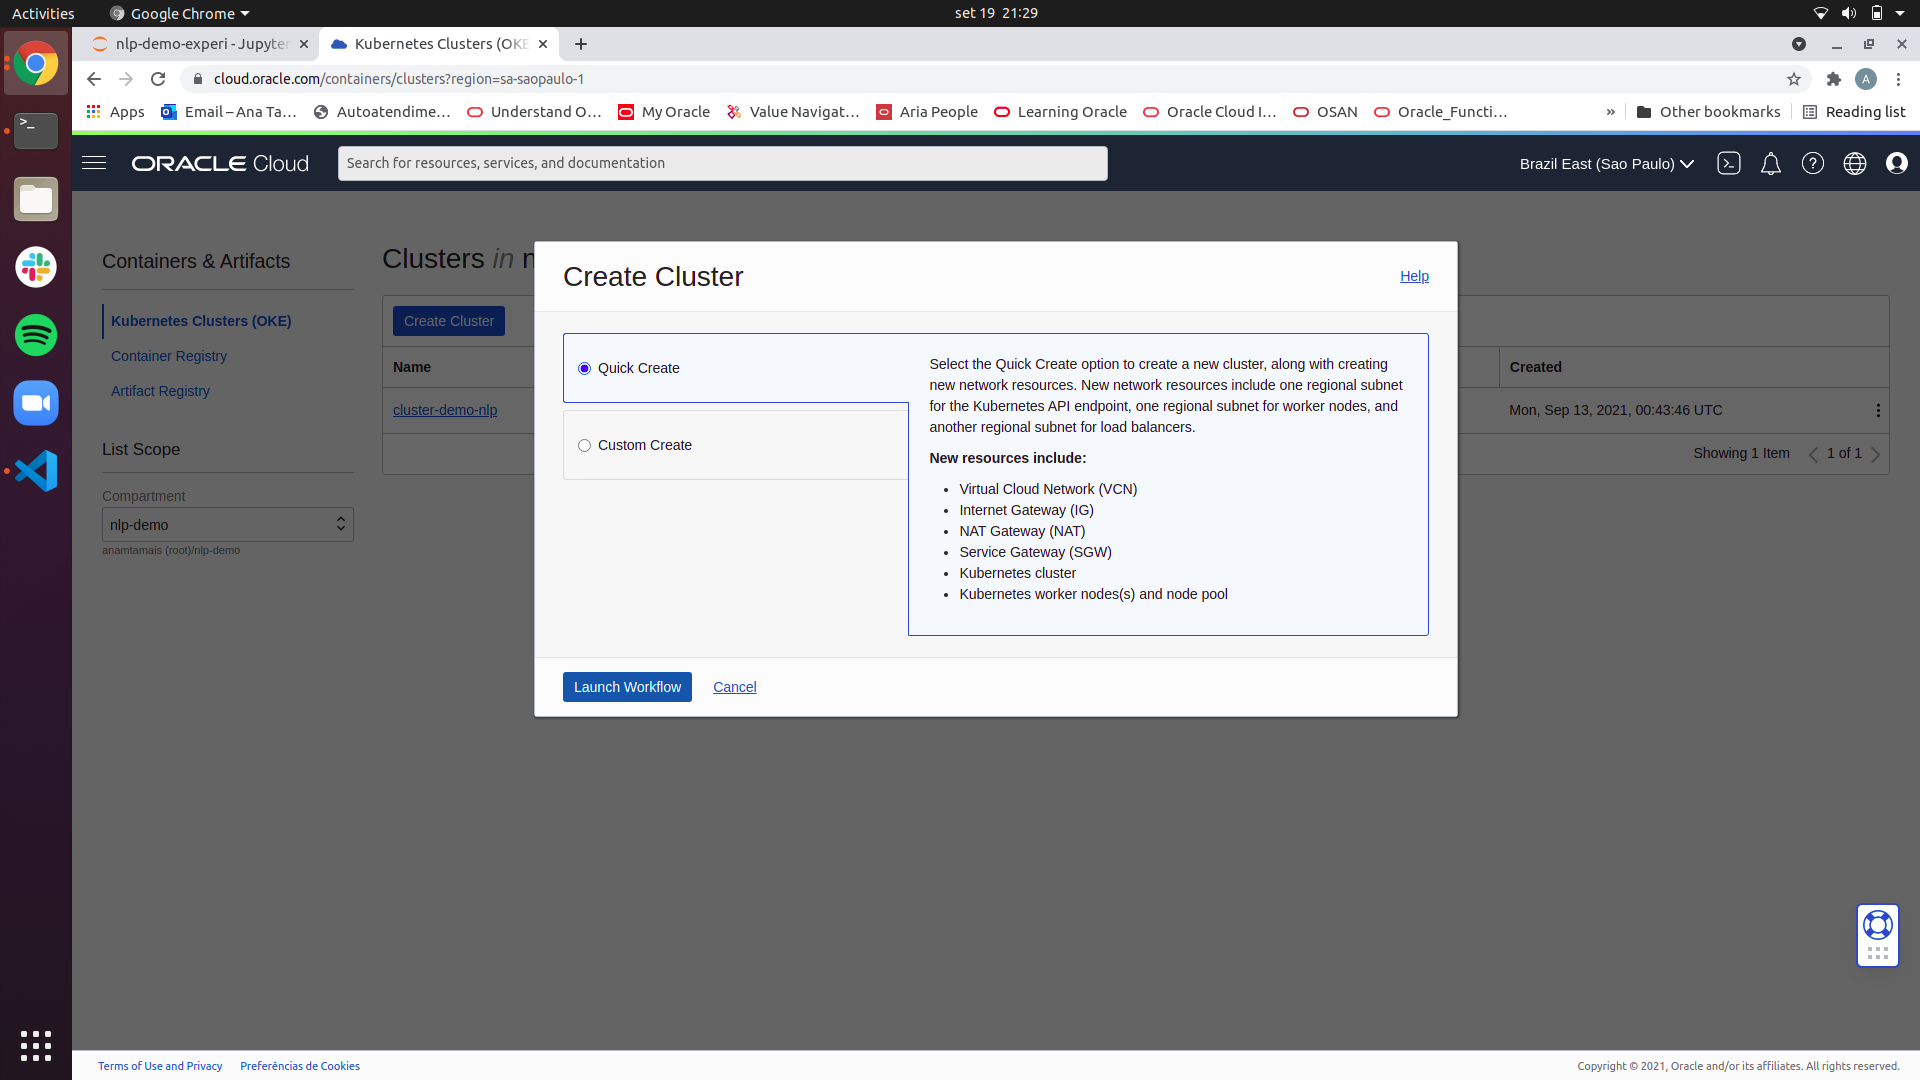 Activities
Google Chrome
set 19 21:29
nlp-demo-experi - Jupyter
Kubernetes Clusters (OKE
cloud.oracle.com/containers/clusters?region=sa-saopaulo-1
A
Apps
Email – Ana Ta…
Autoatendime…
Understand O…
My Oracle
Value Navigat…
Aria People
Learning Oracle
Oracle Cloud I…
OSAN
Oracle_Functi…
»
Other bookmarks
Reading list
ORACLE Cloud
Search for resources, services, and documentation
Brazil East (Sao Paulo)
Containers & Artifacts
Kubernetes Clusters (OKE)
Container Registry
Artifact Registry
List Scope
Compartment
nlp-demo
anamtamais (root)/nlp-demo
Clusters in n
Create Cluster
Name
Created
cluster-demo-nlp
Mon, Sep 13, 2021, 00:43:46 UTC
Showing 1 Item
1 of 1
Create Cluster
Help
Quick Create
Custom Create
Select the Quick Create option to create a new cluster, along with creating
new network resources. New network resources include one regional subnet
for the Kubernetes API endpoint, one regional subnet for worker nodes, and
another regional subnet for load balancers.
New resources include:
• Virtual Cloud Network (VCN)
• Internet Gateway (IG)
• NAT Gateway (NAT)
• Service Gateway (SGW)
• Kubernetes cluster
• Kubernetes worker nodes(s) and node pool
Launch Workflow
Cancel
Terms of Use and Privacy
Preferências de Cookies
Copyright © 2021, Oracle and/or its affiliates. All rights reserved.